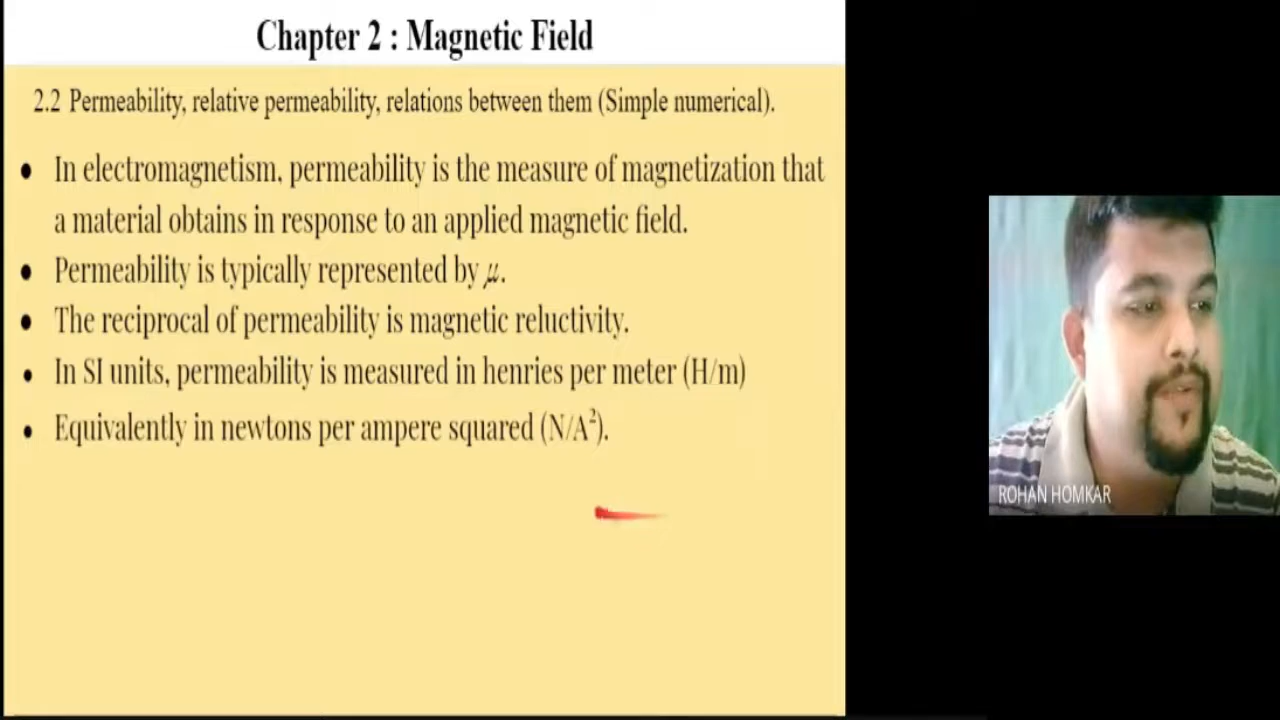 Chapter 2 : Magnetic Field
2.2 Permeability, relative permeability, relations between them (Simple numerical).
• In electromagnetism, permeability is the measure of magnetization that
a material obtains in response to an applied magnetic field.
• Permeability is typically represented by μ.
• The reciprocal of permeability is magnetic reluctivity.
• In SI units, permeability is measured in henries per meter (H/m)
• Equivalently in newtons per ampere squared (N/A²).
ROHAN HOMKAR